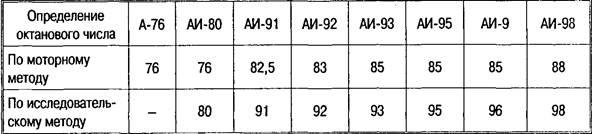 Определение октанового числа А-76 АИ-80 АИ-91 АИ-92 АИ-93 АИ-95 АИ-9 АИ-98
По моторному методу 76 76 82,5 83 85 85 85 88
По исследователь-скому методу – 80 91 92 93 95 96 98